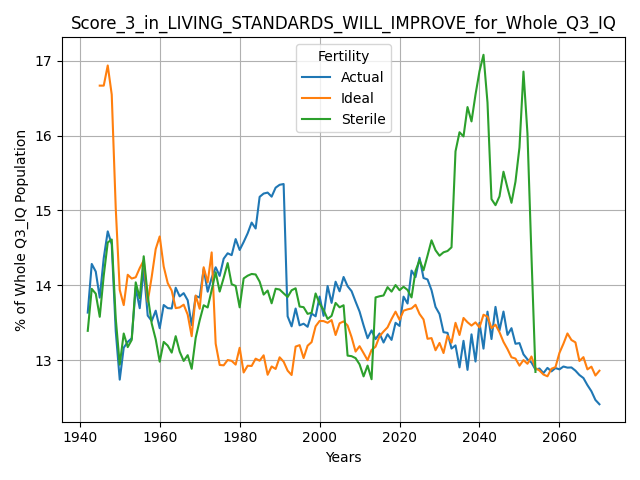 Score_3_in_LIVING_STANDARDS_WILL_IMPROVE_for_Whole_Q3_IQ
Fertility
Actual
Ideal
Sterile
% of Whole Q3_IQ Population
17
16
15
14
13
1940
1960
1980
2000
2020
2040
2060
Years